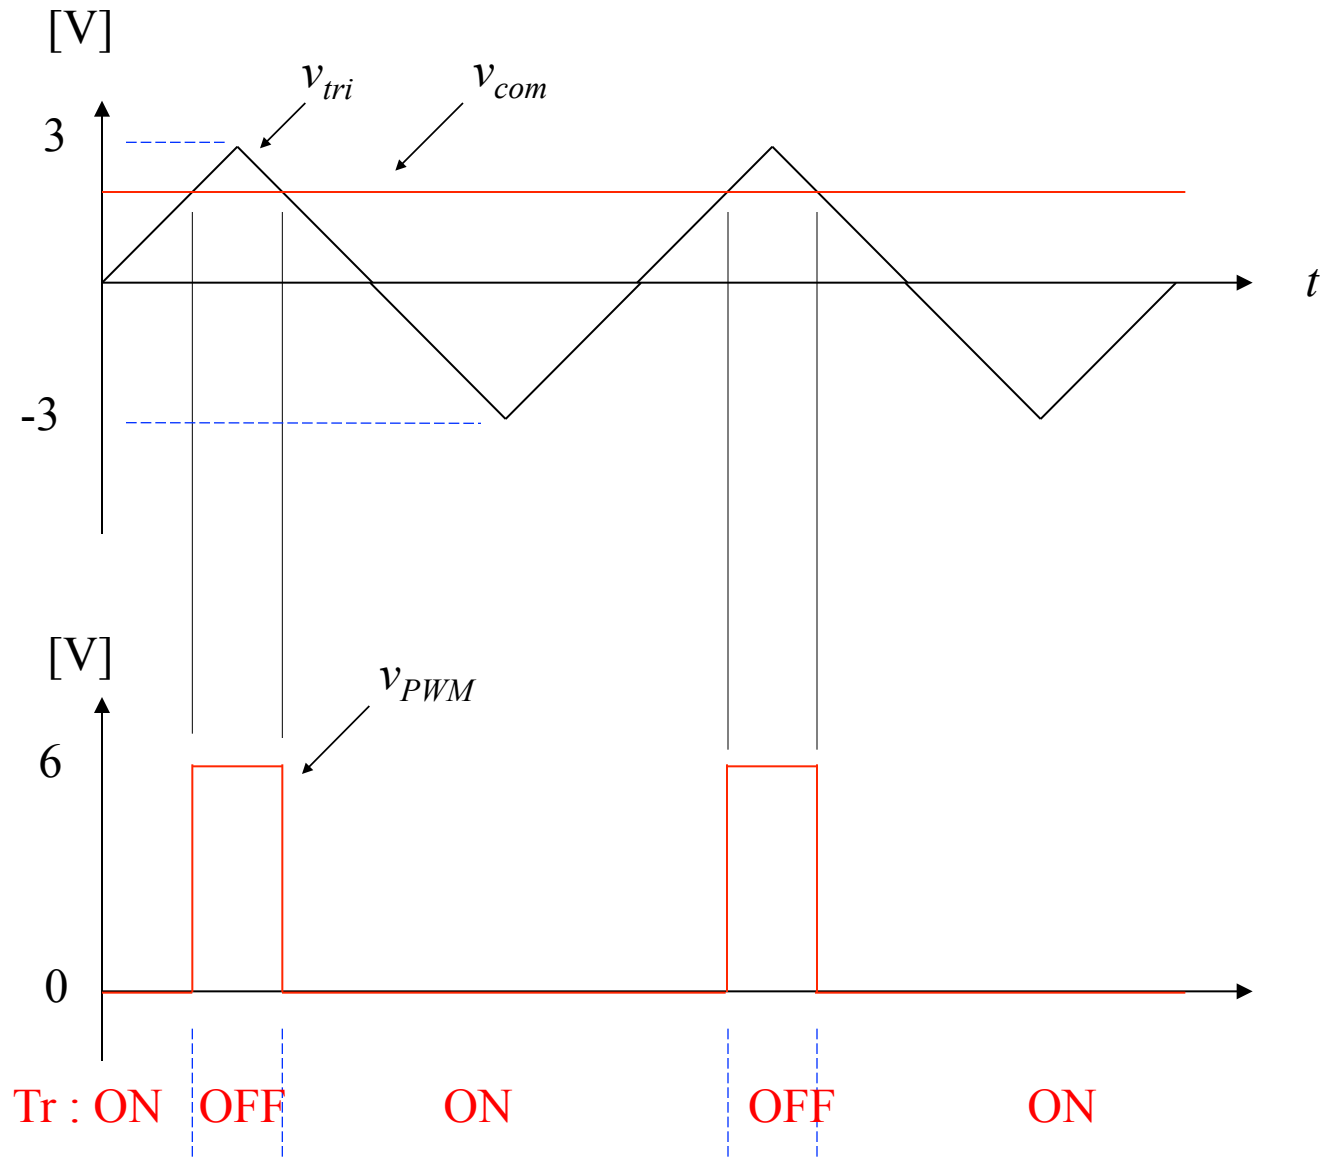 [V]
v_tri
v_com
3
t
-3
[V]
v_PWM
6
0
Tr : ON OFF ON OFF ON